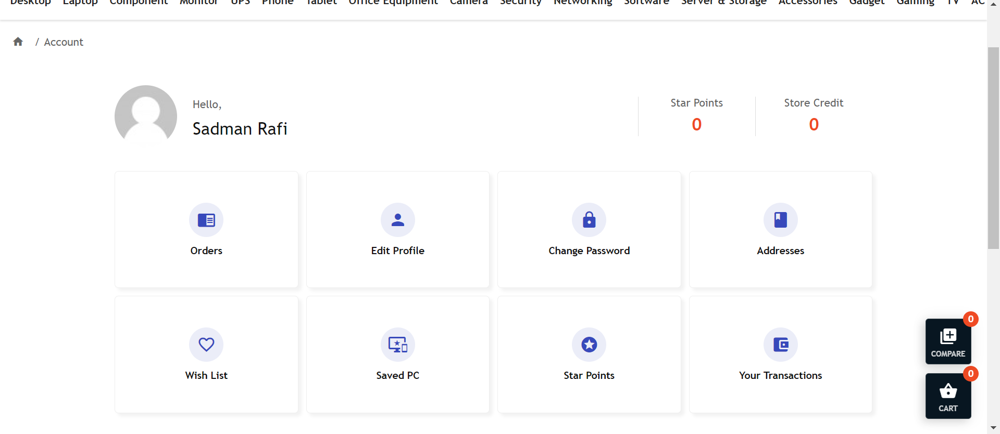 Desktop Laptop Component Monitor UPS Phone Tablet Office Equipment Camera Security Networking Software Server & Storage Accessories Gadget Gaming TV AC
/ Account
Hello,
Sadman Rafi
Star Points
0
Store Credit
0
Orders
Edit Profile
Change Password
Addresses
Wish List
Saved PC
Star Points
Your Transactions
0
COMPARE
0
CART